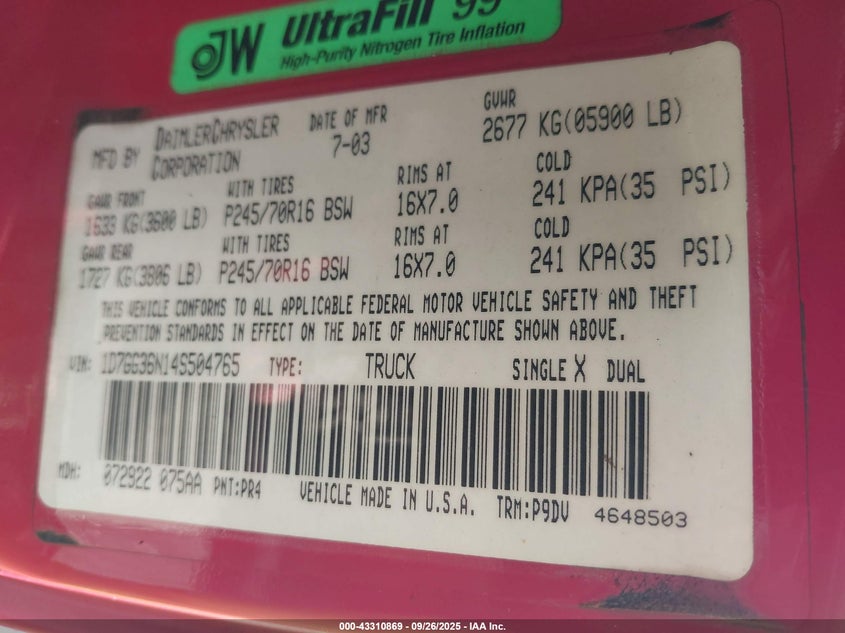 JW UltraFill 99
High-Purity Nitrogen Tire Inflation
MFD BY DAIMLERCHRYSLER CORPORATION DATE OF MFR 7-03 GVWR 2677 KG(05900 LB)
GAWR FRONT WITH TIRES RIMS AT COLD
1633 KG(3600 LB) P245/70R16 BSW 16X7.0 241 KPA(35 PSI)
GAWR REAR WITH TIRES RIMS AT COLD
1727 KG(3806 LB) P245/70R16 BSW 16X7.0 241 KPA(35 PSI)
THIS VEHICLE CONFORMS TO ALL APPLICABLE FEDERAL MOTOR VEHICLE SAFETY AND THEFT
PREVENTION STANDARDS IN EFFECT ON THE DATE OF MANUFACTURE SHOWN ABOVE.
VIN: 1D7GG36N14S504765 TYPE: TRUCK SINGLE X DUAL
MDH: 072922 075AA PNT:PR4 VEHICLE MADE IN U.S.A. TRM:P9DV 4648503
000-43310869 - 09/26/2025 - IAA Inc.